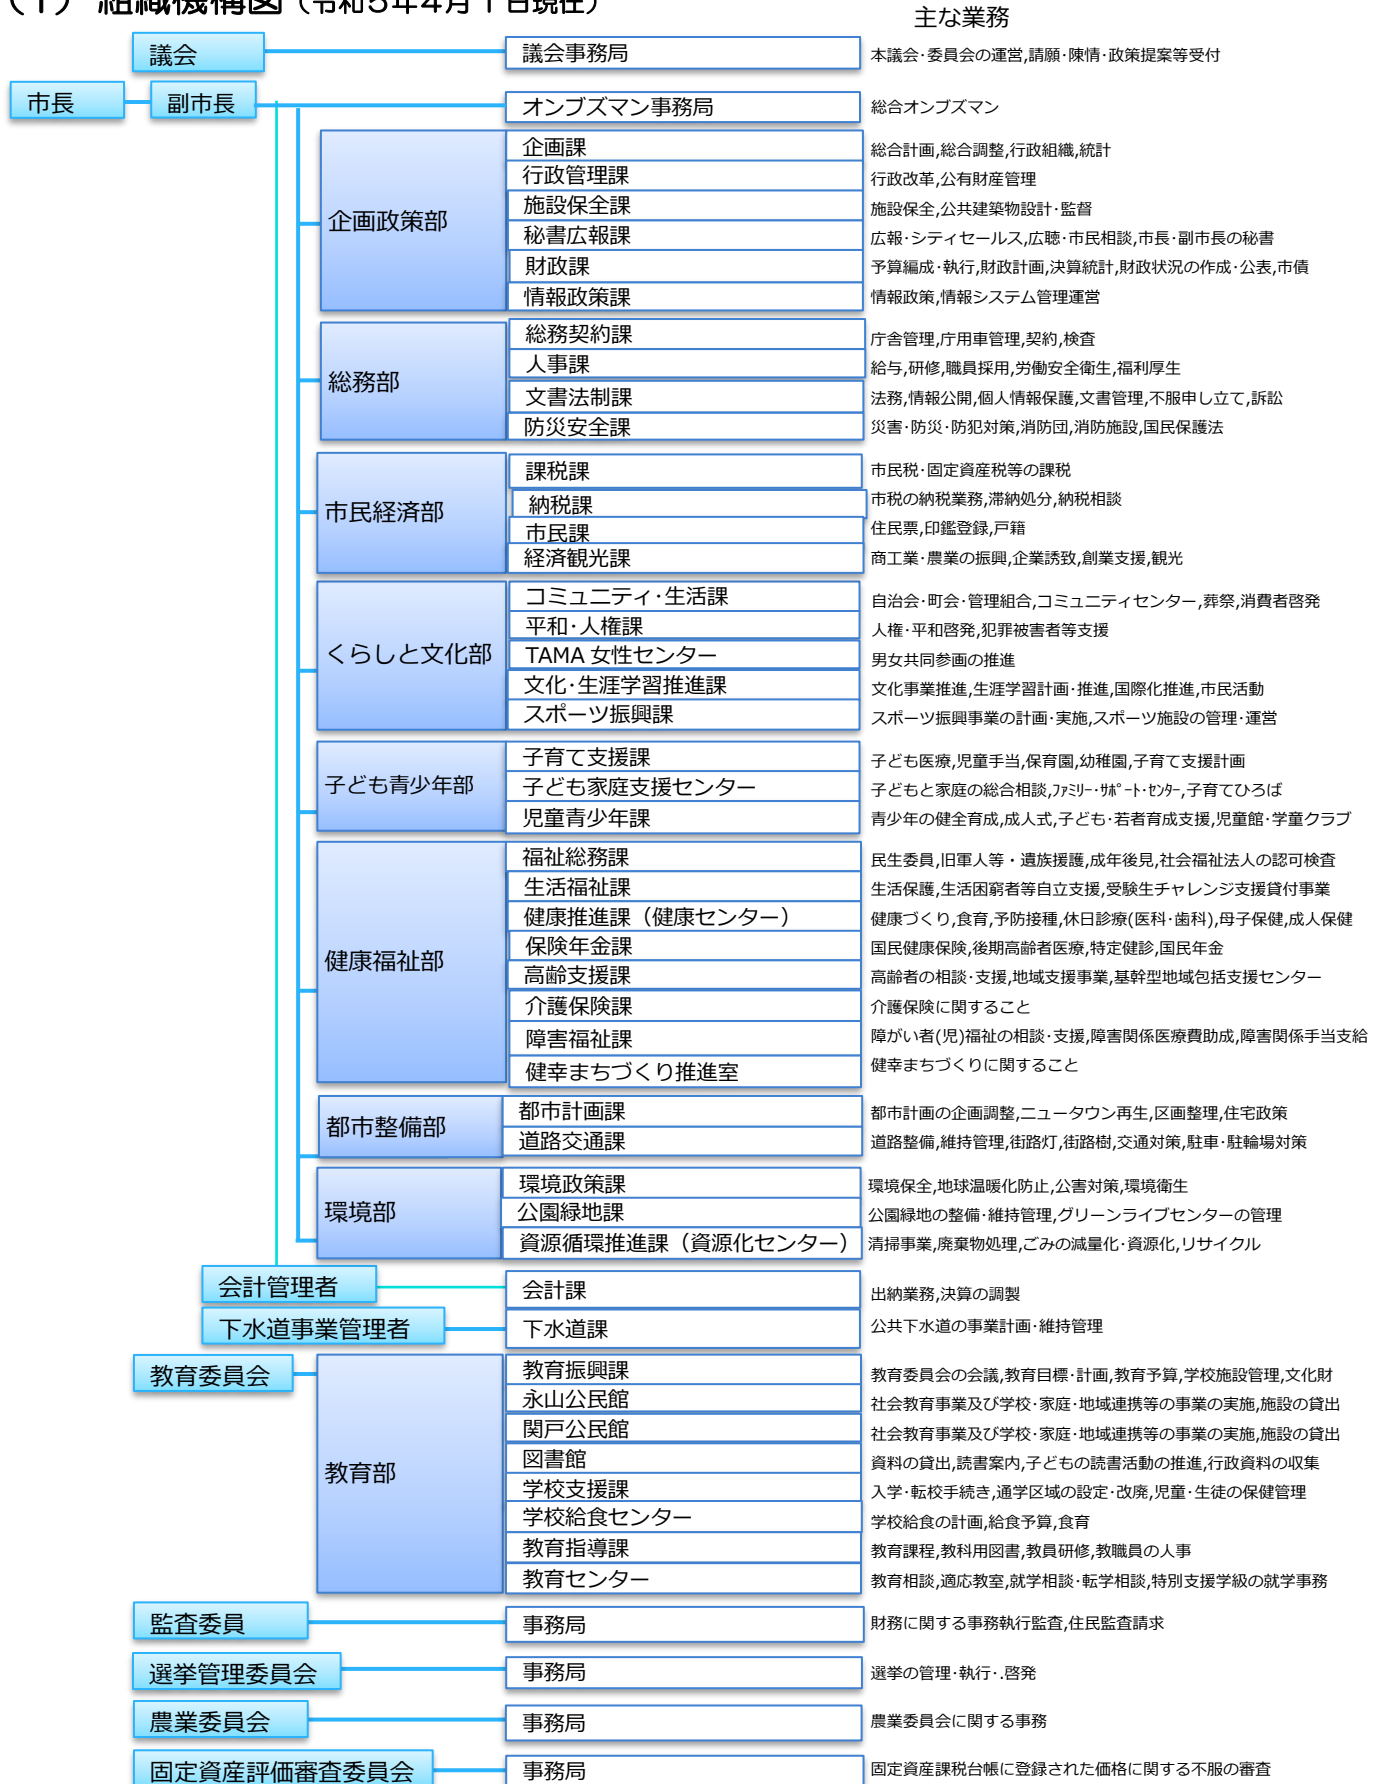 (1) 組織機構図（令和5年4月1日現在）
主な業務
議会 議会事務局 本議会・委員会の運営,請願・陳情・政策提案等受付
市長 副市長 オンブズマン事務局 総合オンブズマン
企画政策部
企画課 総合計画,総合調整,行政組織,統計
行政管理課 行政改革,公有財産管理
施設保全課 施設保全,公共建築物設計・監督
秘書広報課 広報・シティセールス,広聴・市民相談,市長・副市長の秘書
財政課 予算編成・執行,財政計画,決算統計,財政状況の作成・公表,市債
情報政策課 情報政策,情報システム管理運営
総務部
総務契約課 庁舎管理,庁用車管理,契約,検査
人事課 給与,研修,職員採用,労働安全衛生,福利厚生
文書法制課 法務,情報公開,個人情報保護,文書管理,不服申し立て,訴訟
防災安全課 災害・防災・防犯対策,消防団,消防施設,国民保護法
市民経済部
課税課 市民税・固定資産税等の課税
納税課 市税の納税業務,滞納処分,納税相談
市民課 住民票,印鑑登録,戸籍
経済観光課 商工業・農業の振興,企業誘致,創業支援,観光
くらしと文化部
コミュニティ・生活課 自治会・町会・管理組合,コミュニティセンター,葬祭,消費者啓発
平和・人権課 人権・平和啓発,犯罪被害者等支援
TAMA 女性センター 男女共同参画の推進
文化・生涯学習推進課 文化事業推進,生涯学習計画・推進,国際化推進,市民活動
スポーツ振興課 スポーツ振興事業の計画・実施,スポーツ施設の管理・運営
子ども青少年部
子育て支援課 子ども医療,児童手当,保育園,幼稚園,子育て支援計画
子ども家庭支援センター 子どもと家庭の総合相談,ﾌｧﾐﾘｰ・ｻﾎﾟｰﾄ・ｾﾝﾀｰ,子育てひろば
児童青少年課 青少年の健全育成,成人式,子ども・若者育成支援,児童館・学童クラブ
健康福祉部
福祉総務課 民生委員,旧軍人等・遺族援護,成年後見,社会福祉法人の認可検査
生活福祉課 生活保護,生活困窮者等自立支援,受験生チャレンジ支援貸付事業
健康推進課（健康センター） 健康づくり,食育,予防接種,休日診療(医科・歯科),母子保健,成人保健
保険年金課 国民健康保険,後期高齢者医療,特定健診,国民年金
高齢支援課 高齢者の相談・支援,地域支援事業,基幹型地域包括支援センター
介護保険課 介護保険に関すること
障害福祉課 障がい者(児)福祉の相談・支援,障害関係医療費助成,障害関係手当支給
健幸まちづくり推進室 健幸まちづくりに関すること
都市整備部
都市計画課 都市計画の企画調整,ニュータウン再生,区画整理,住宅政策
道路交通課 道路整備,維持管理,街路灯,街路樹,交通対策,駐車・駐輪場対策
環境部
環境政策課 環境保全,地球温暖化防止,公害対策,環境衛生
公園緑地課 公園緑地の整備・維持管理,グリーンライブセンターの管理
資源循環推進課（資源化センター） 清掃事業,廃棄物処理,ごみの減量化・資源化,リサイクル
会計管理者 会計課 出納業務,決算の調製
下水道事業管理者 下水道課 公共下水道の事業計画・維持管理
教育委員会
教育部
教育振興課 教育委員会の会議,教育目標・計画,教育予算,学校施設管理,文化財
永山公民館 社会教育事業及び学校・家庭・地域連携等の事業の実施,施設の貸出
関戸公民館 社会教育事業及び学校・家庭・地域連携等の事業の実施,施設の貸出
図書館 資料の貸出,読書案内,子どもの読書活動の推進,行政資料の収集
学校支援課 入学・転校手続き,通学区域の設定・改廃,児童・生徒の保健管理
学校給食センター 学校給食の計画,給食予算,食育
教育指導課 教育課程,教科用図書,教員研修,教職員の人事
教育センター 教育相談,適応教室,就学相談・転学相談,特別支援学級の就学事務
監査委員 事務局 財務に関する事務執行監査,住民監査請求
選挙管理委員会 事務局 選挙の管理・執行・.啓発
農業委員会 事務局 農業委員会に関する事務
固定資産評価審査委員会 事務局 固定資産課税台帳に登録された価格に関する不服の審査